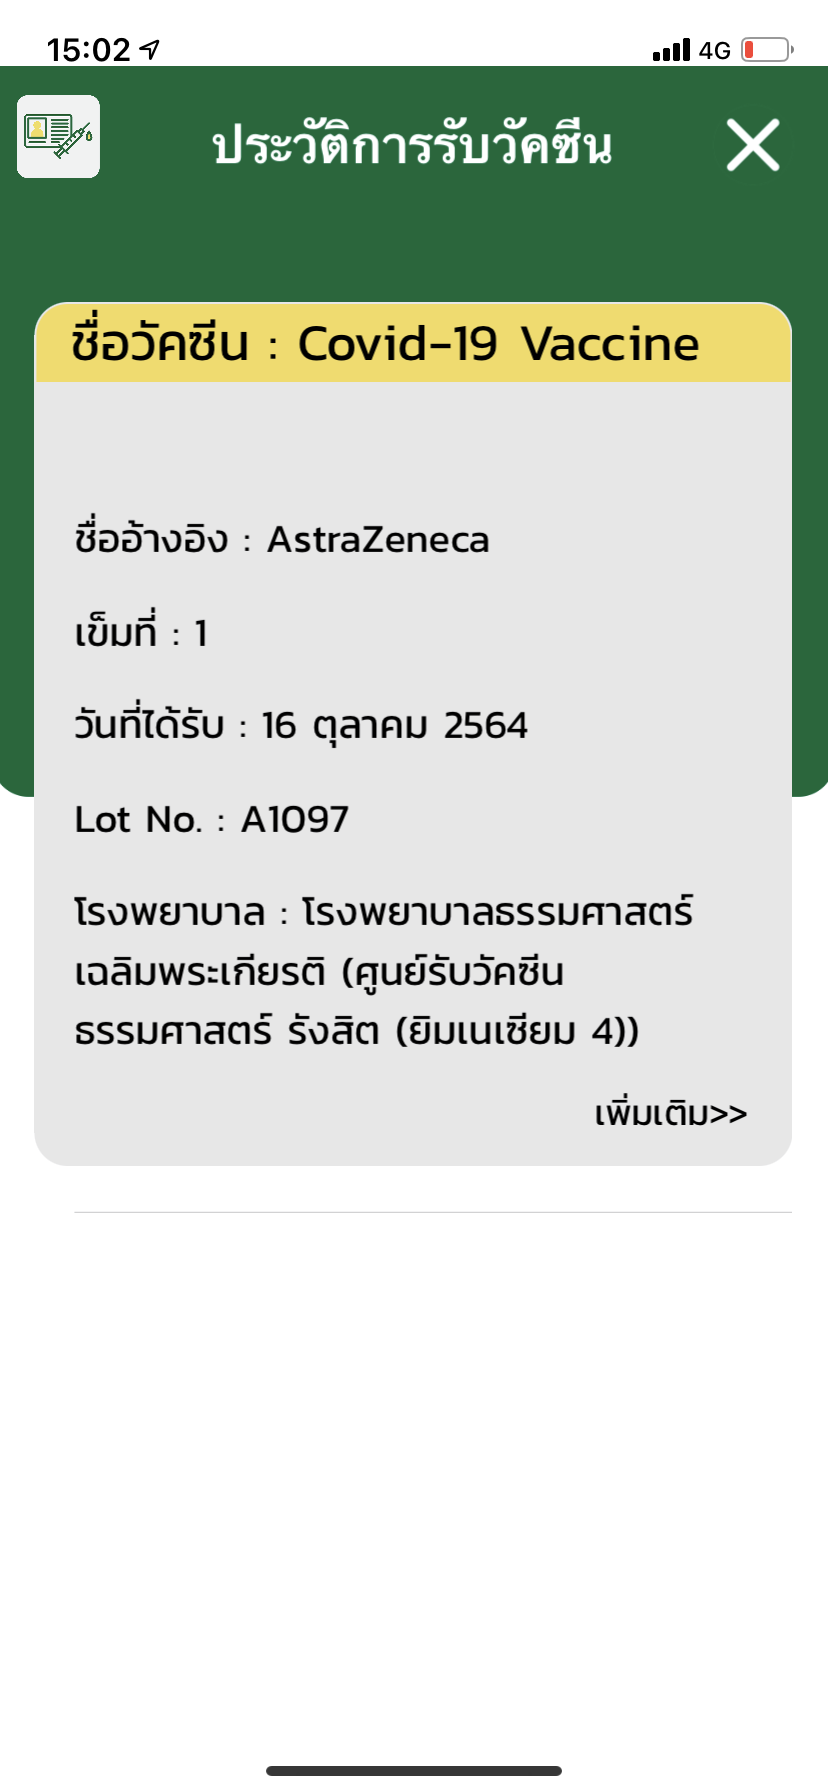 15:02
4G
ประวัติการรับวัคซีน
ชื่อวัคซีน : Covid-19 Vaccine
ชื่ออ้างอิง : AstraZeneca
เข็มที่ : 1
วันที่ได้รับ : 16 ตุลาคม 2564
Lot No. : A1097
โรงพยาบาล : โรงพยาบาลธรรมศาสตร์
เฉลิมพระเกียรติ (ศูนย์รับวัคซีน
ธรรมศาสตร์ รังสิต (ยิมเนเซียม 4))
เพิ่มเติม>>